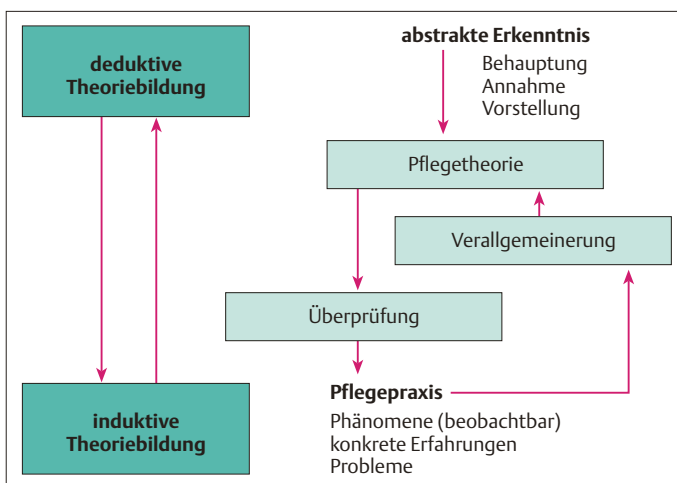 deduktive
Theoriebildung
abstrakte Erkenntnis
Behauptung
Annahme
Vorstellung
Pflegetheorie
Verallgemeinerung
Überprüfung
Pflegepraxis
Phänomene (beobachtbar)
konkrete Erfahrungen
Probleme
induktive
Theoriebildung